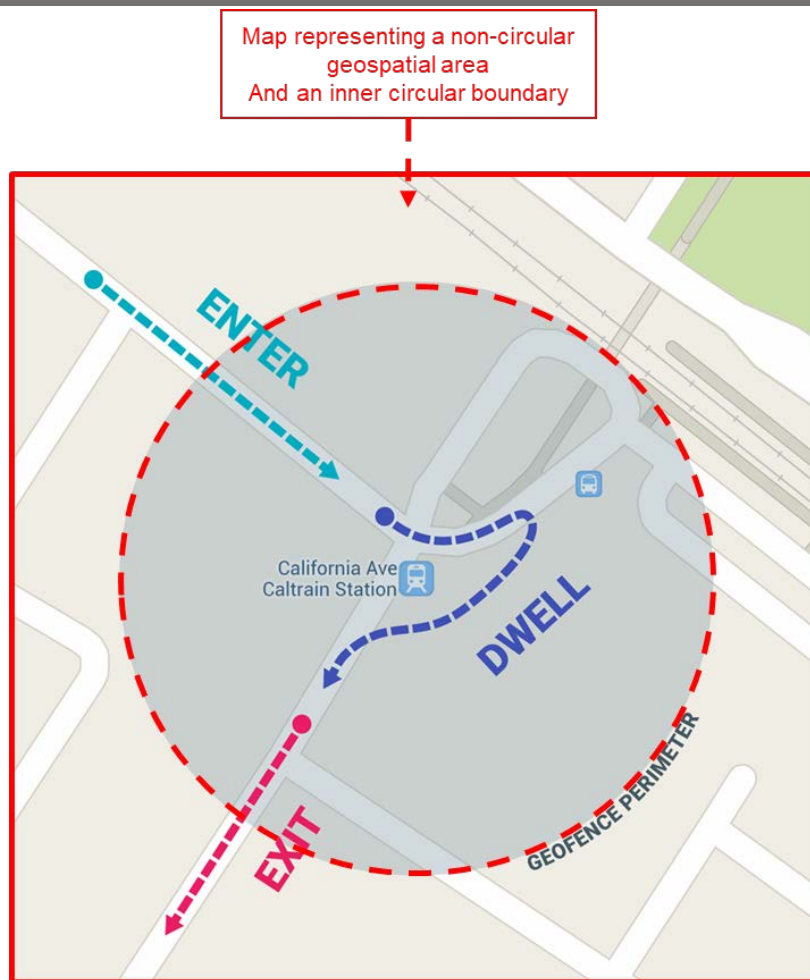 Map representing a non-circular
geospatial area
And an inner circular boundary
ENTER
California Ave
Caltrain Station
DWELL
EXIT
GEOFENCE PERIMETER